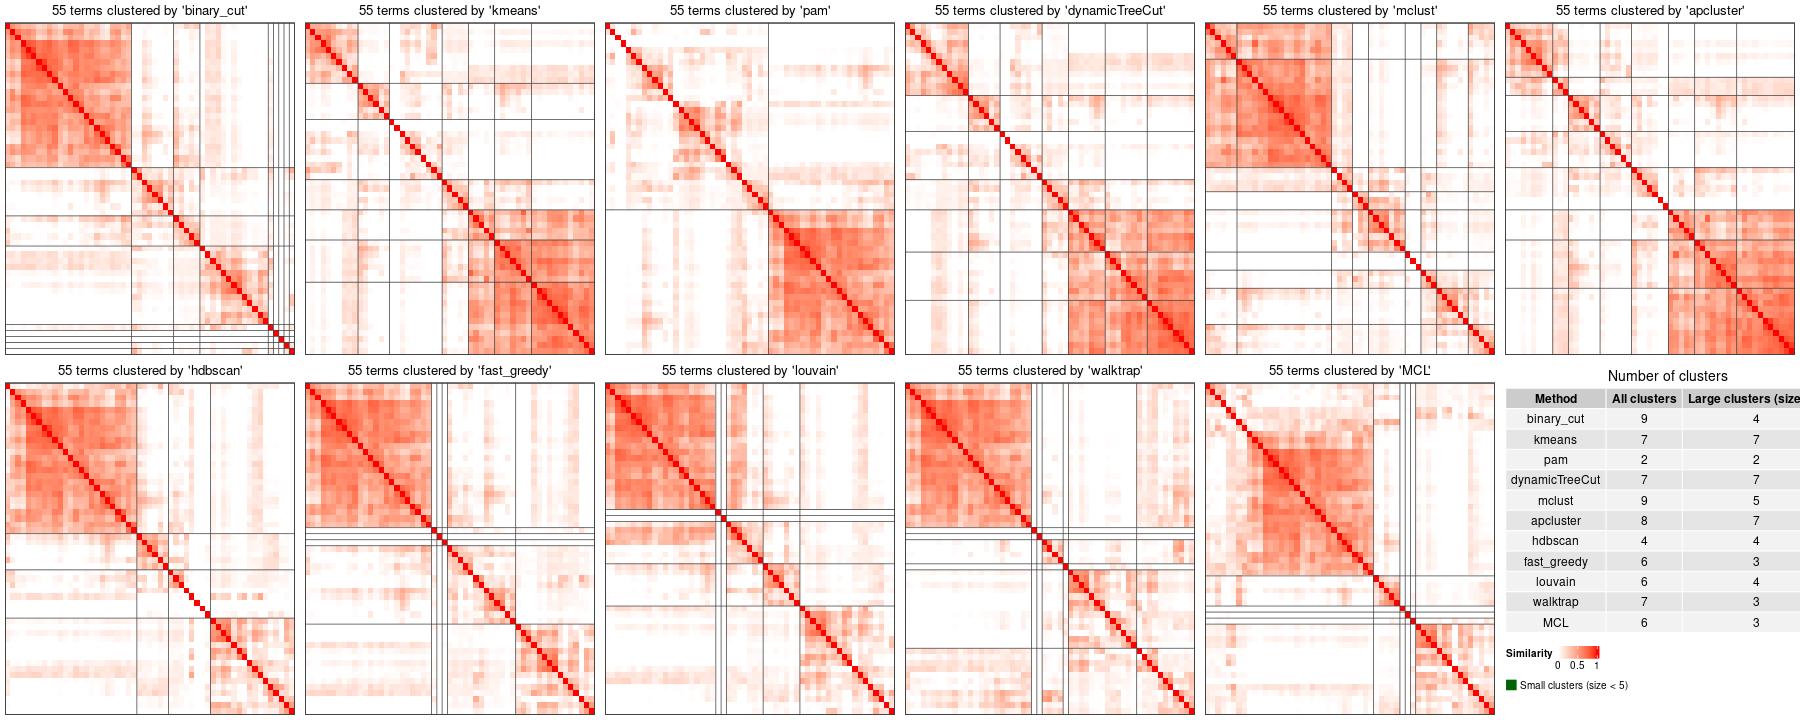 55 terms clustered by 'binary_cut'
55 terms clustered by 'kmeans'
55 terms clustered by 'pam'
55 terms clustered by 'dynamicTreeCut'
55 terms clustered by 'mclust'
55 terms clustered by 'apcluster'
55 terms clustered by 'hdbscan'
55 terms clustered by 'fast_greedy'
55 terms clustered by 'louvain'
55 terms clustered by 'walktrap'
55 terms clustered by 'MCL'
Number of clusters
Method All clusters Large clusters (size
binary_cut 9 4
kmeans 7 7
pam 2 2
dynamicTreeCut 7 7
mclust 9 5
apcluster 8 7
hdbscan 4 4
fast_greedy 6 3
louvain 6 4
walktrap 7 3
MCL 6 3
Similarity
0 0.5 1
Small clusters (size < 5)